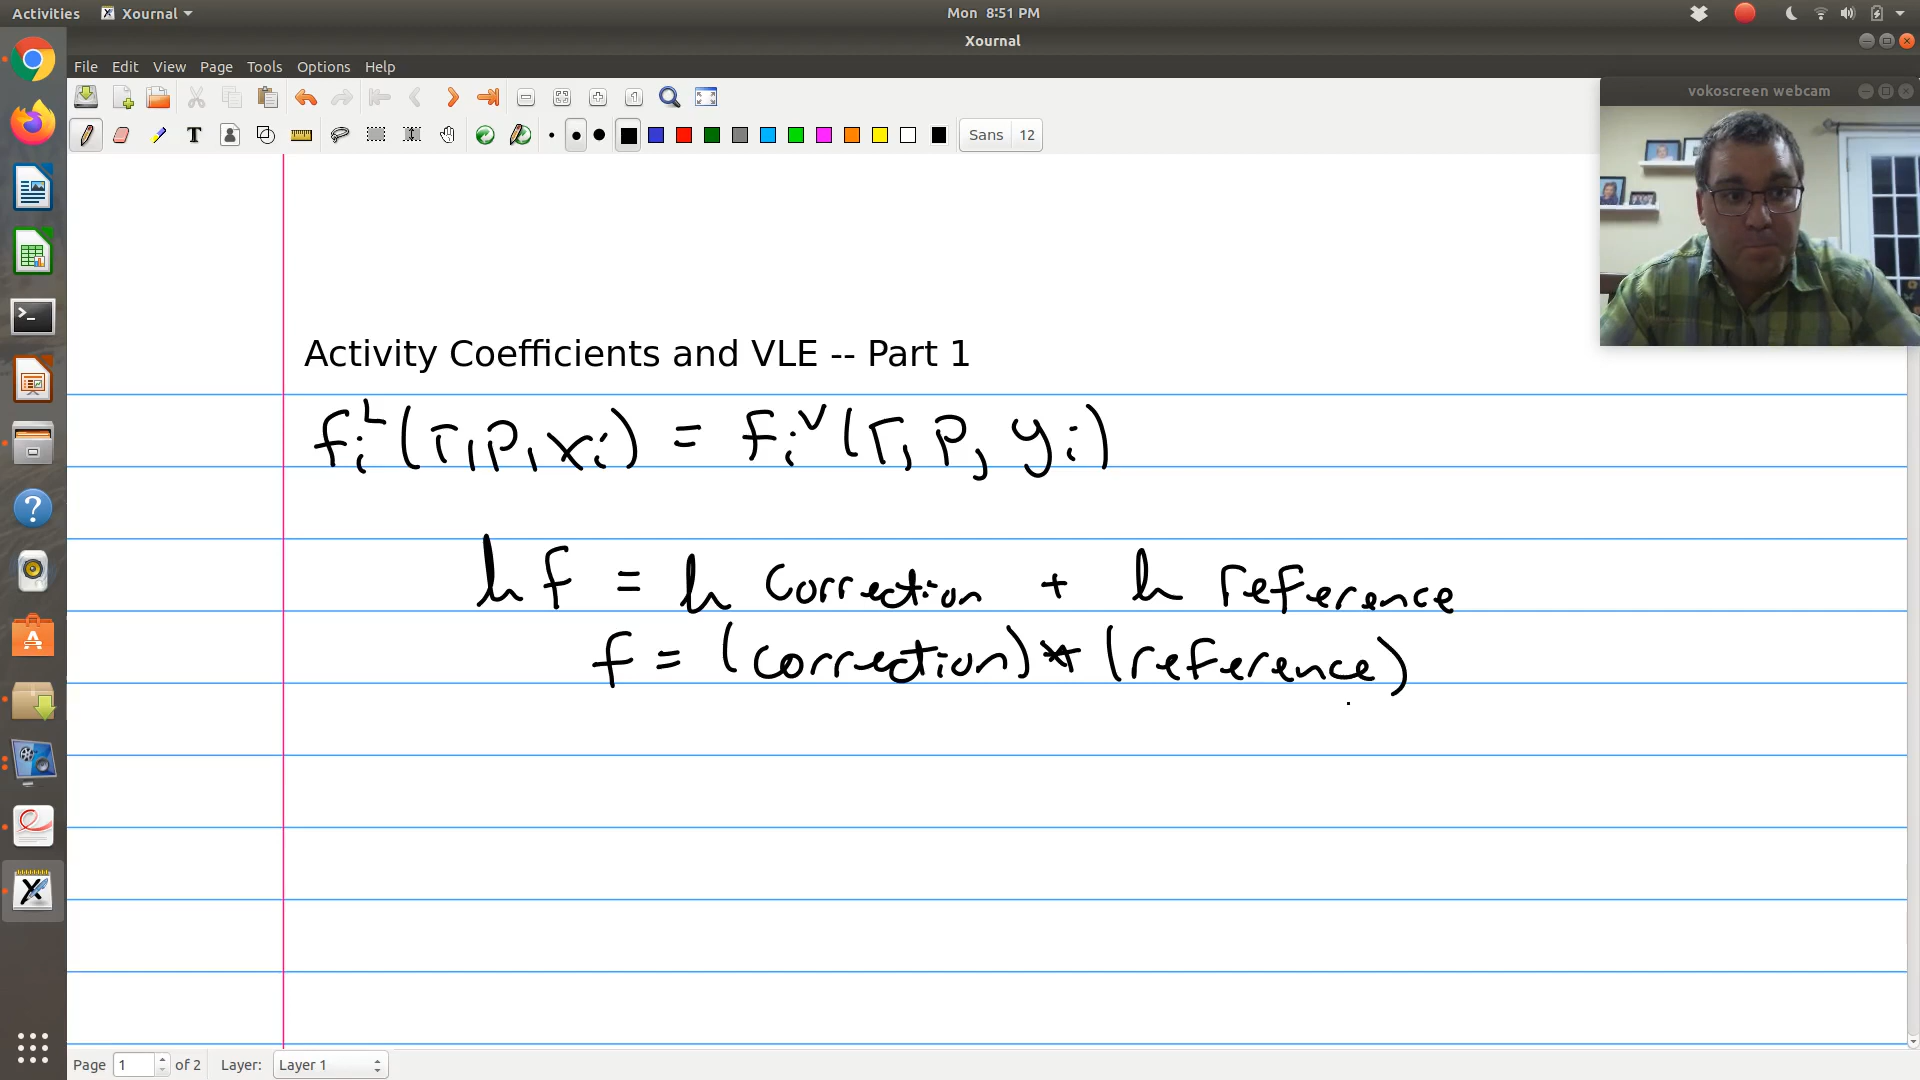 Activities Xournal Mon 8:51 PM
Xournal
File Edit View Page Tools Options Help
vokoscreen webcam
Sans 12
Activity Coefficients and VLE -- Part 1
fᵢᴸ(T,P,xᵢ) = fᵢⱽ(T,P,yᵢ)
ln f = ln correction + ln reference
f = (correction)*(reference)
Page 1 of 2 Layer: Layer 1